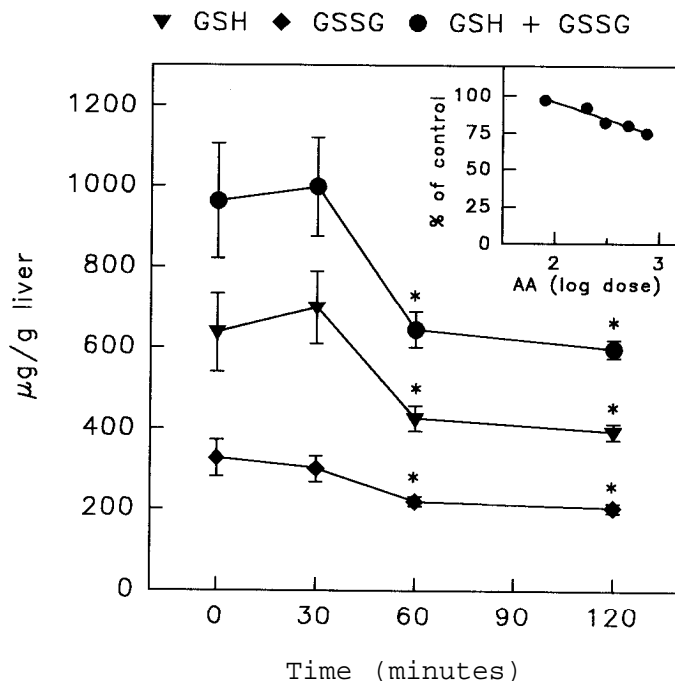 GSH GSSG GSH + GSSG
1200
1000
800
600
400
200
0
µg/g liver
0 30 60 90 120
Time (minutes)
100
75
50
25
0
% of control
2 3
AA (log dose)
* *
* *
* *